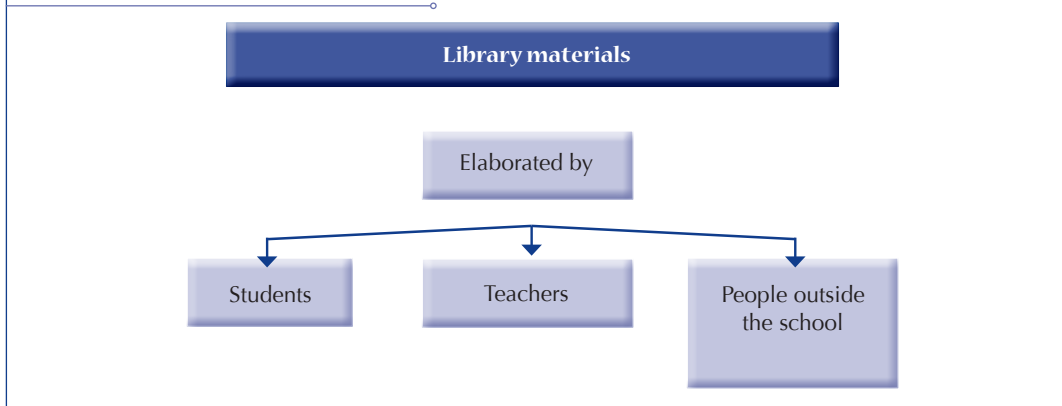 Library materials
Elaborated by
Students
Teachers
People outside
the school